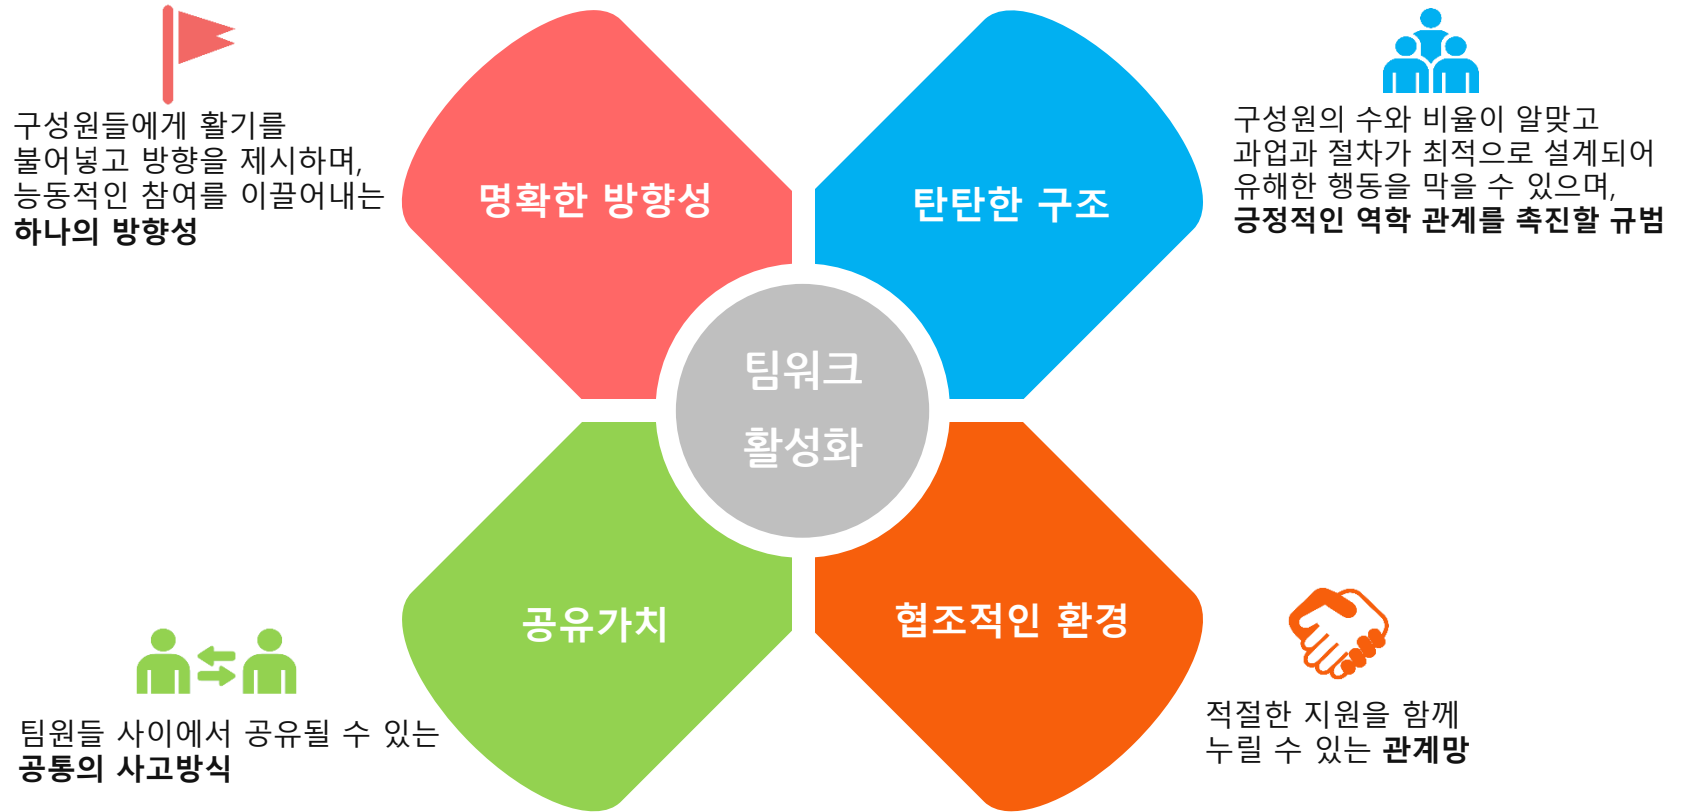 구성원들에게 활기를
불어넣고 방향을 제시하며,
능동적인 참여를 이끌어내는
하나의 방향성
명확한 방향성
탄탄한 구조
구성원의 수와 비율이 알맞고
과업과 절차가 최적으로 설계되어
유해한 행동을 막을 수 있으며,
긍정적인 역학 관계를 촉진할 규범
팀워크
활성화
공유가치
협조적인 환경
팀원들 사이에서 공유될 수 있는
공통의 사고방식
적절한 지원을 함께
누릴 수 있는 관계망